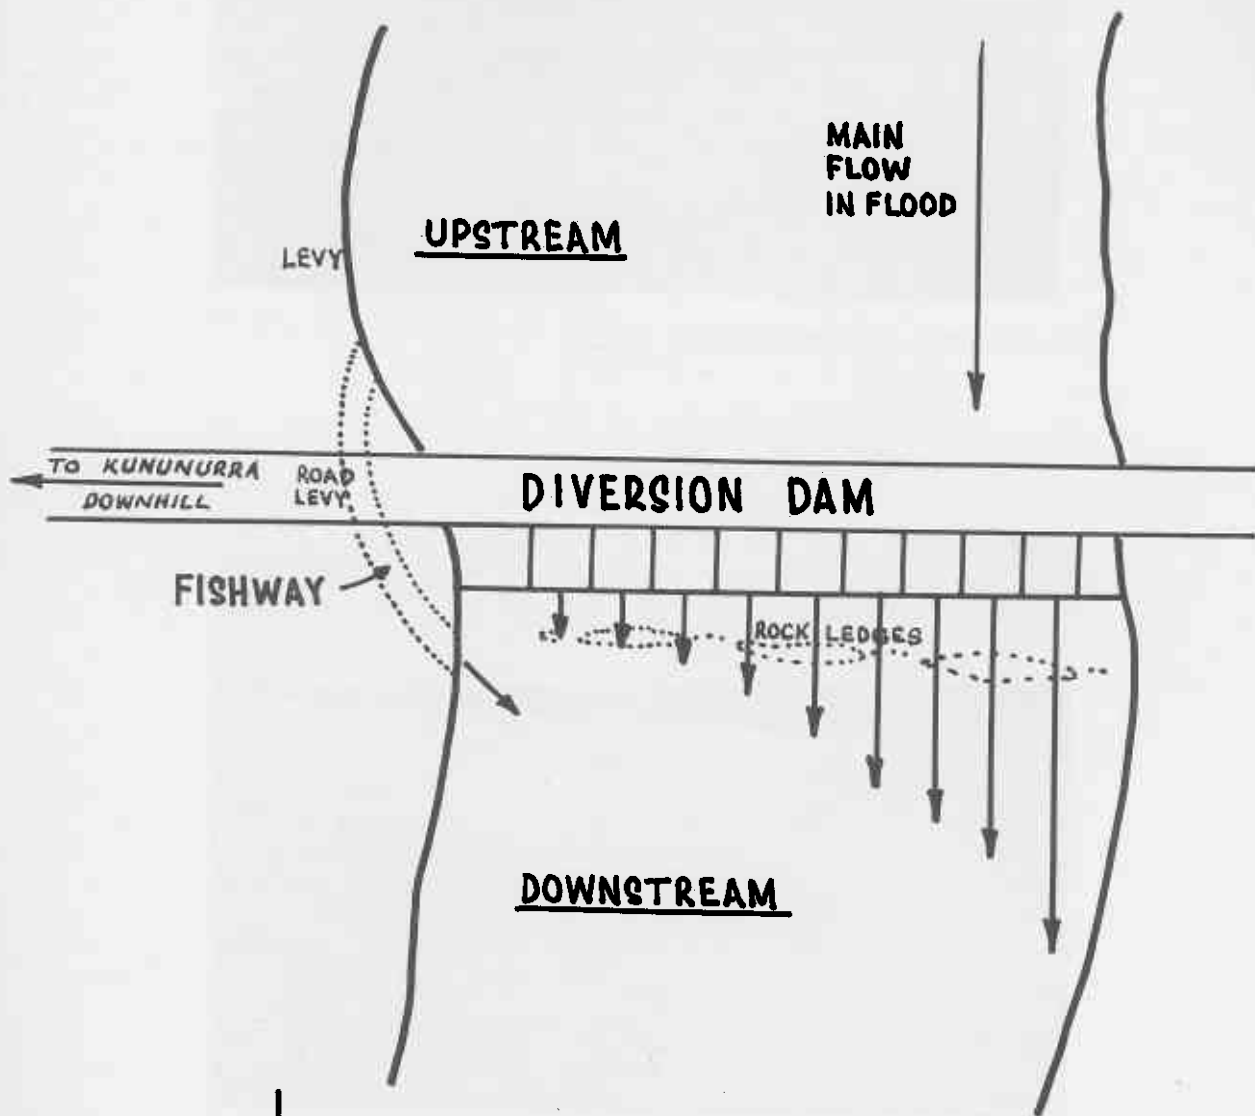 MAIN
FLOW
IN FLOOD
UPSTREAM
LEVY
TO KUNUNURRA
DOWNHILL
ROAD
LEVY
DIVERSION DAM
FISHWAY
ROCK LEDGES
DOWNSTREAM